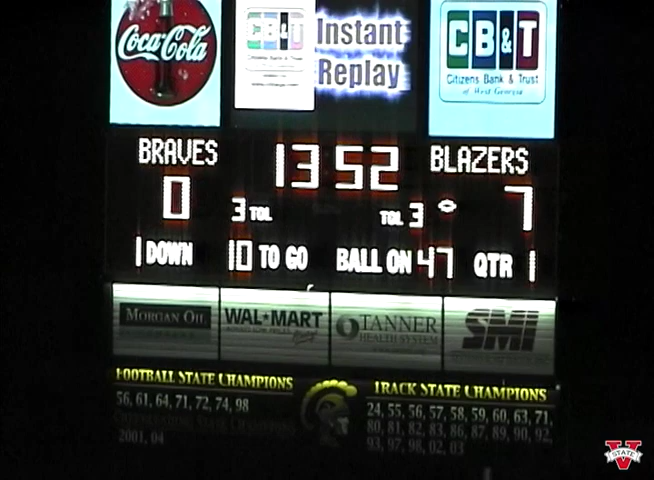 Coca-Cola
CB&T
Instant
Replay
CB&T
Citizens Bank & Trust
of West Georgia
BRAVES
13 52
BLAZERS
0
3 TOL
TOL 3
7
1 DOWN
10 TO GO
BALL ON 47
QTR 1
MORGAN OIL
WAL★MART
TANNER
HEALTH SYSTEM
SMI
FOOTBALL STATE CHAMPIONS
56, 61, 64, 71, 72, 74, 98
2001, 04
TRACK STATE CHAMPIONS
24, 55, 56, 57, 58, 59, 60, 63, 71,
80, 81, 82, 83, 86, 87, 89, 90, 92,
93, 97, 98, 02, 03
V STATE